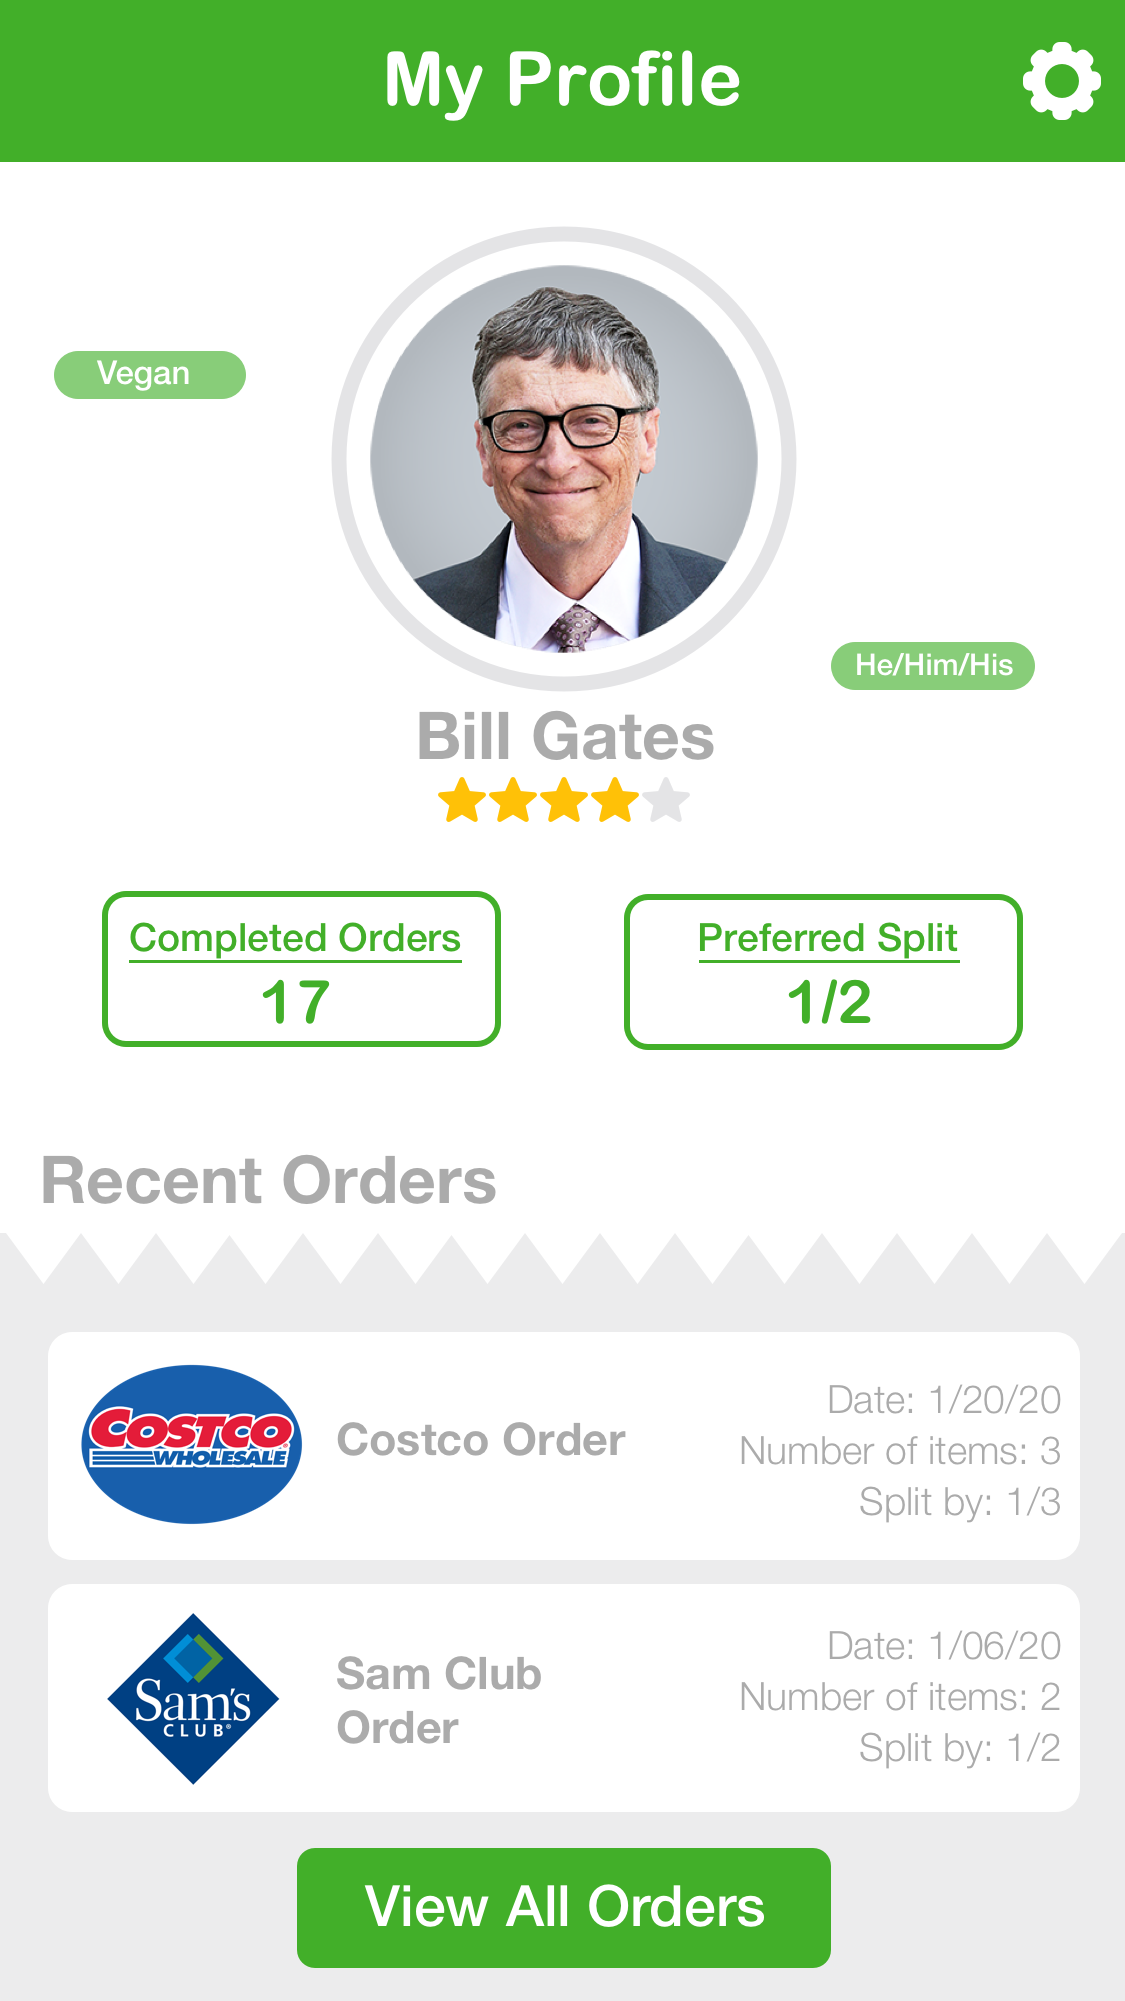 My Profile
Vegan
He/Him/His
Bill Gates
Completed Orders
17
Preferred Split
1/2
Recent Orders
COSTCO
WHOLESALE
Costco Order
Date: 1/20/20
Number of items: 3
Split by: 1/3
Sam's
CLUB®
Sam Club
Order
Date: 1/06/20
Number of items: 2
Split by: 1/2
View All Orders